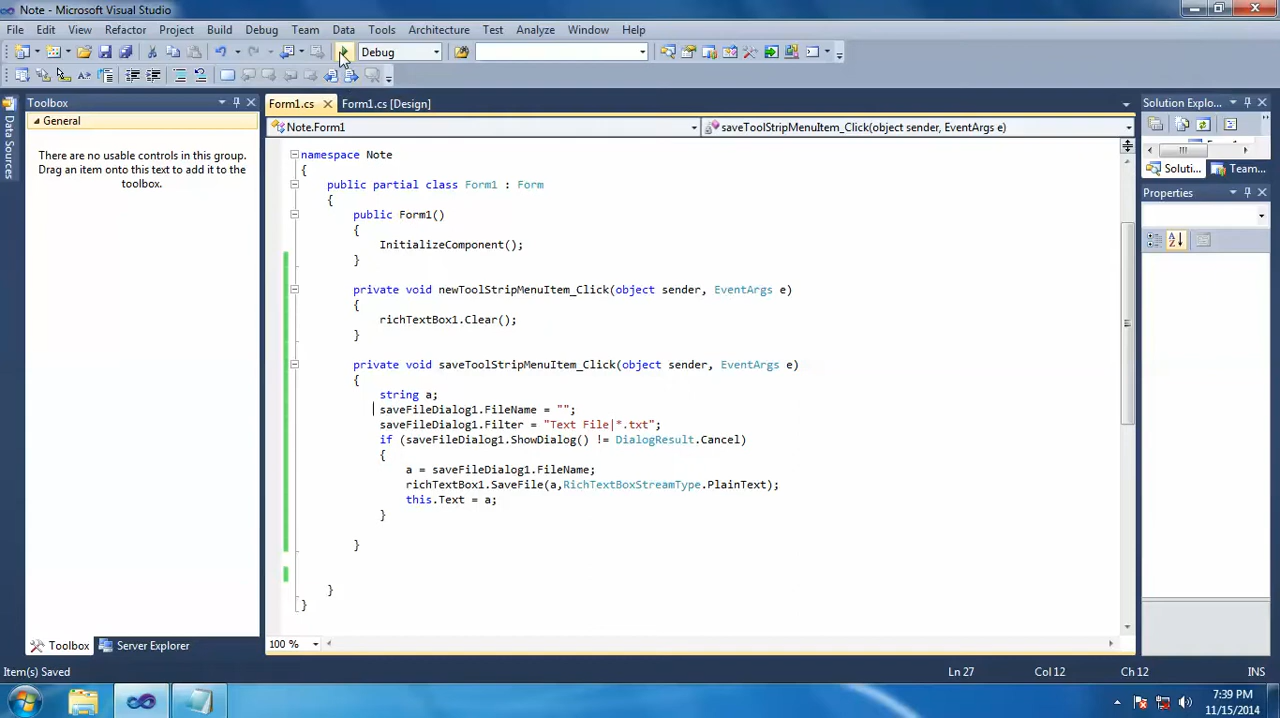 Note - Microsoft Visual Studio
File Edit View Refactor Project Build Debug Team Data Tools Architecture Test Analyze Window Help
Debug
Toolbox
Form1.cs
Form1.cs [Design]
Solution Explo...
General
Note.Form1
saveToolStripMenuItem_Click(object sender, EventArgs e)
Data Sources
There are no usable controls in this group.
Drag an item onto this text to add it to the
toolbox.
namespace Note
{
public partial class Form1 : Form
{
public Form1()
{
InitializeComponent();
}
private void newToolStripMenuItem_Click(object sender, EventArgs e)
{
richTextBox1.Clear();
}
private void saveToolStripMenuItem_Click(object sender, EventArgs e)
{
string a;
saveFileDialog1.FileName = "";
saveFileDialog1.Filter = "Text File|*.txt";
if (saveFileDialog1.ShowDialog() != DialogResult.Cancel)
{
a = saveFileDialog1.FileName;
richTextBox1.SaveFile(a,RichTextBoxStreamType.PlainText);
this.Text = a;
}
}
}
}
Soluti...
Team...
Properties
100 %
Toolbox
Server Explorer
Item(s) Saved
Ln 27
Col 12
Ch 12
INS
7:39 PM
11/15/2014